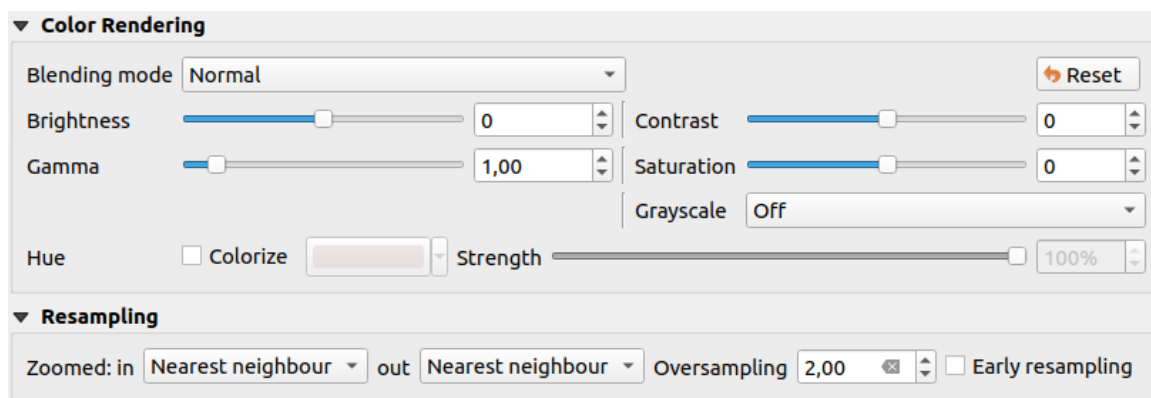 Color Rendering
Blending mode Normal Reset
Brightness 0 Contrast 0
Gamma 1,00 Saturation 0
Grayscale Off
Hue Colorize Strength 100%
Resampling
Zoomed: in Nearest neighbour out Nearest neighbour Oversampling 2,00 Early resampling